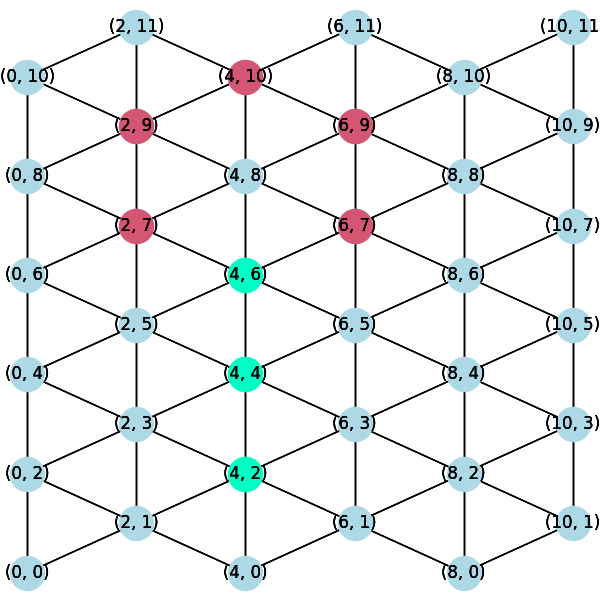 (2, 11) (6, 11) (10, 11
(0, 10) (4, 10) (8, 10)
(2, 9) (6, 9) (10, 9)
(0, 8) (4, 8) (8, 8)
(2, 7) (6, 7) (10, 7)
(0, 6) (4, 6) (8, 6)
(2, 5) (6, 5) (10, 5)
(0, 4) (4, 4) (8, 4)
(2, 3) (6, 3) (10, 3)
(0, 2) (4, 2) (8, 2)
(2, 1) (6, 1) (10, 1)
(0, 0) (4, 0) (8, 0)